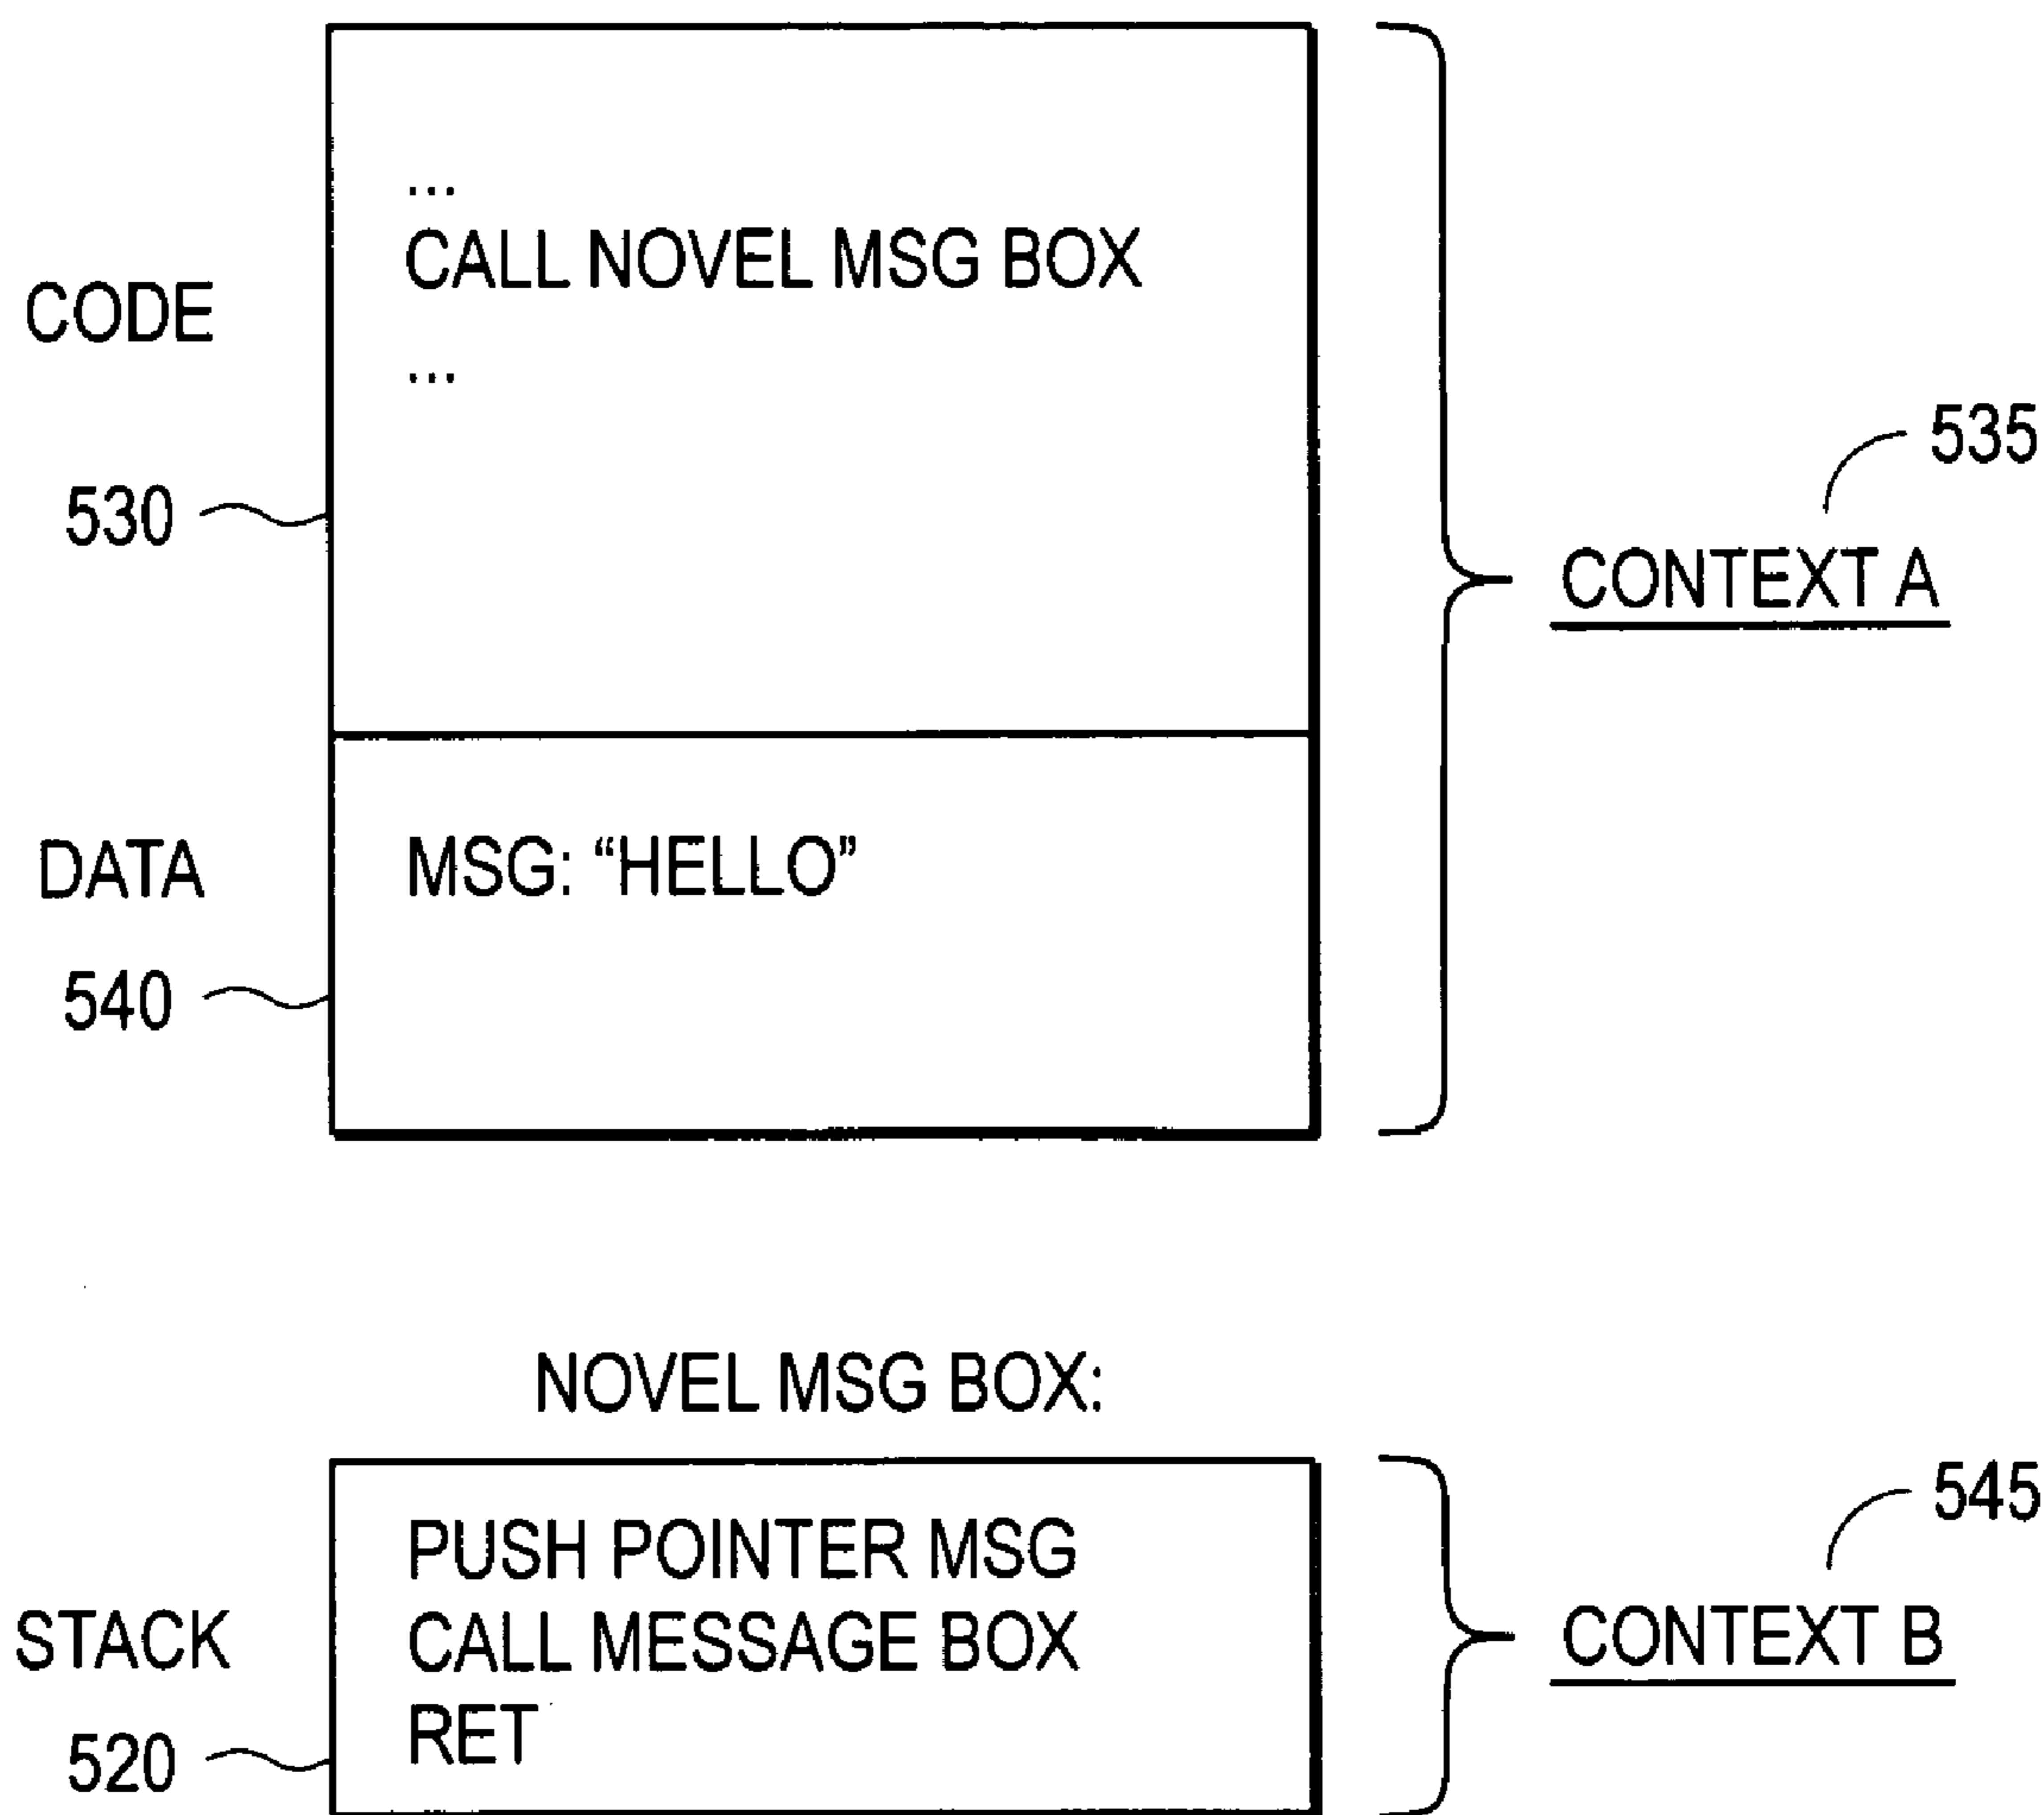 ...
CALL NOVEL MSG BOX
CODE
...
535
530
CONTEXT A
MSG: “HELLO”
DATA
540
NOVEL MSG BOX:
545
PUSH POINTER MSG
STACK
CALL MESSAGE BOX
CONTEXT B
RET
520